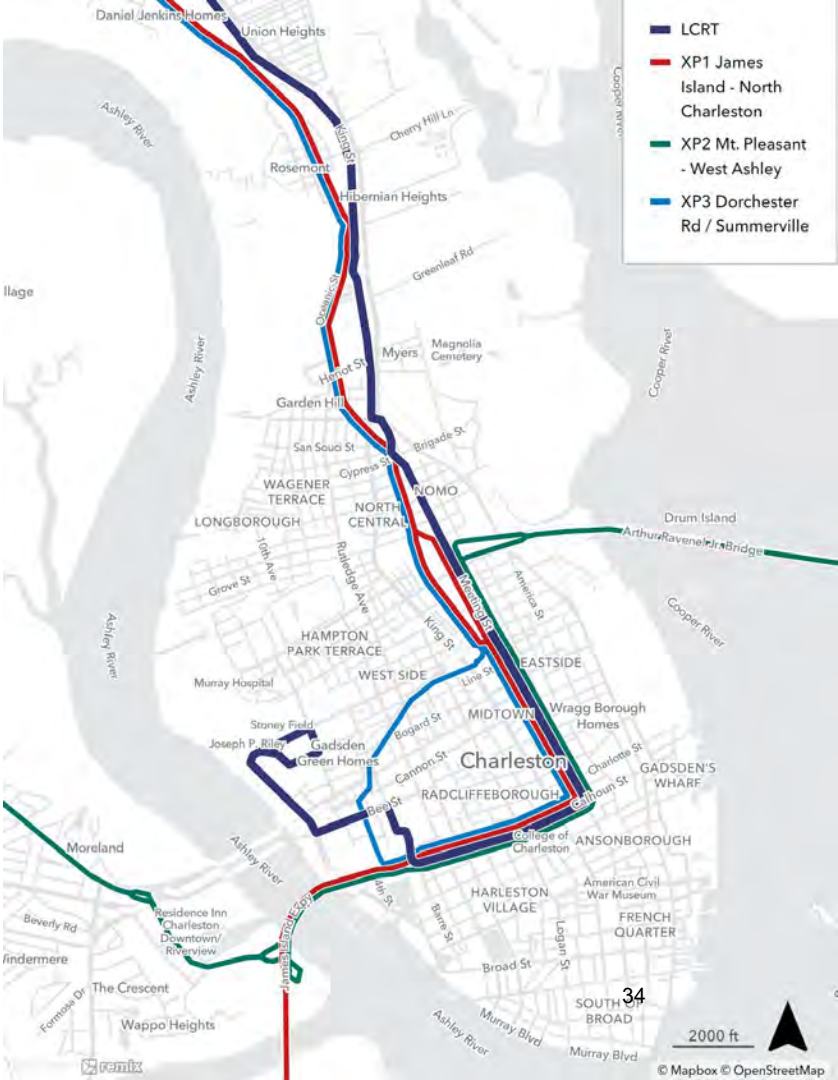 Daniel Jenkins Homes
Union Heights
LCRT
XP1 James
Island - North
Charleston
XP2 Mt. Pleasant
- West Ashley
XP3 Dorchester
Rd / Summerville
Ashley River
King St
Cherry Hill Ln
Rosemont
Hibernian Heights
Greenleaf Rd
llage
Oceanic St
Ashley River
Myers
Magnolia
Cemetery
Cooper River
Heriot St
Garden Hill
San Souci St
Brigade St
Cypress St
WAGENER
TERRACE
NOMO
NORTH
CENTRAL
LONGBOROUGH
Drum Island
Arthur Ravenel Jr. Bridge
10th Ave
Rutledge Ave
Grove St
Meeting St
America St
Cooper River
Ashley River
King St
HAMPTON
PARK TERRACE
EASTSIDE
WEST SIDE
Line St
Murray Hospital
MIDTOWN
Wragg Borough
Homes
Stoney Field
Bogard St
Joseph P. Riley
Gadsden
Green Homes
Charleston
Cannon St
Charlotte St
GADSDEN'S
WHARF
RADCLIFFEBOROUGH
Calhoun St
Bee St
College of
Charleston
ANSONBOROUGH
Moreland
Ashley River
4th St
American Civil
War Museum
HARLESTON
VILLAGE
Residence Inn
Charleston
Downtown/
Riverview
Beverly Rd
James Island Expy
Barre St
Logan St
FRENCH
QUARTER
Windermere
Broad St
The Crescent
Formosa Dr
34
SOUTH OF
BROAD
Wappo Heights
Ashley River
Murray Blvd
Murray Blvd
2000 ft
remix
© Mapbox © OpenStreetMap